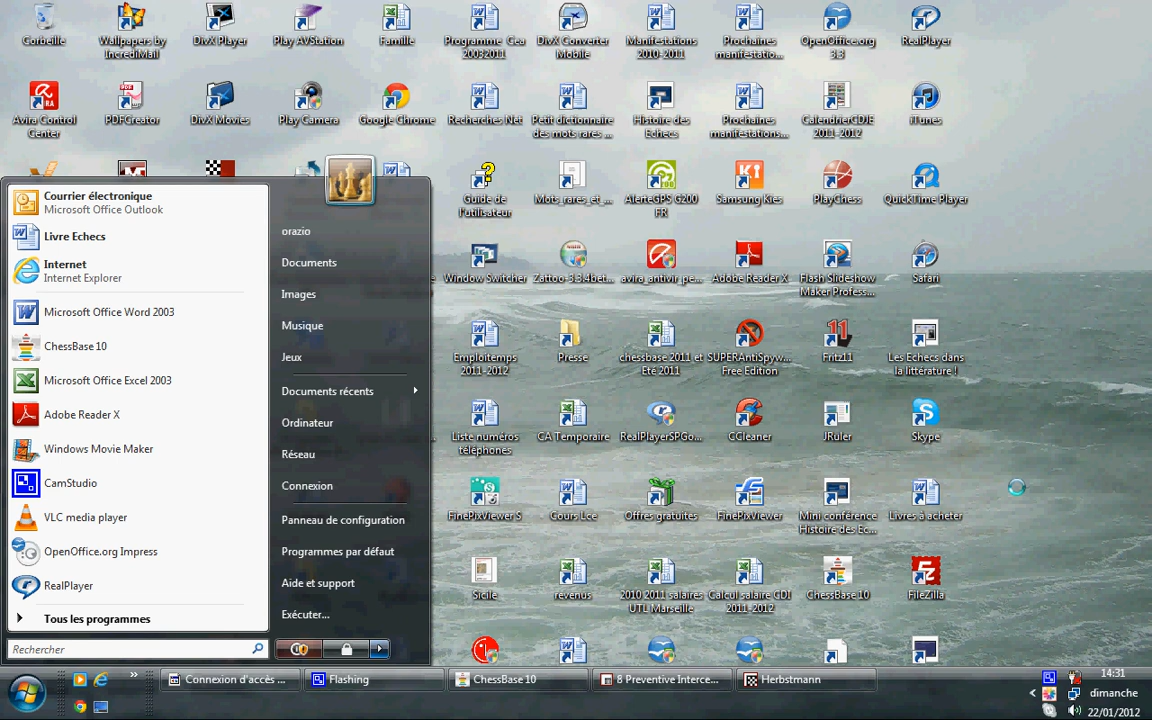 Corbeille
Wallpapers by
IncrediMail
DivX Player
Play AVStation
Famille
Programme Cea
20032011
DivX Converter
Mobile
Manifestations
2010-2011
Prochaines
manifestatio...
OpenOffice.org
3.3
RealPlayer
Avira Control
Center
PDFCreator
DivX Movies
Play Camera
Google Chrome
Recherches Net
Petit dictionnaire
des mots rares ...
Histoire des
Echecs
Prochaines
manifestations...
CalendrierCDJE
2011-2012
iTunes
Guide de
l'utilisateur
Mots_rares_et_...
AlerteGPS G200
FR
Samsung Kies
PlayChess
QuickTime Player
Window Switcher
Zattoo-3.3.4bet...
avira_antivir_pe...
Adobe Reader X
Flash Slideshow
Maker Profess...
Safari
Emploitemps
2011-2012
Presse
chessbase 2011 et
Eté 2011
SUPERAntiSpyw...
Free Edition
Fritz11
Les Echecs dans
la littérature !
Liste numéros
téléphones
CA Temporaire
RealPlayerSPGo...
CCleaner
JRuler
Skype
FinePixViewer S
Cours Lce
Offres gratuites
FinePixViewer
Mini conférence
Histoire des Ec...
Livres à acheter
Sicile
revenus
2010 2011 salaires
UTL Marseille
Calcul salaire CDI
2011-2012
ChessBase 10
FileZilla
Courrier électronique
Microsoft Office Outlook
Livre Echecs
Internet
Internet Explorer
Microsoft Office Word 2003
ChessBase 10
Microsoft Office Excel 2003
Adobe Reader X
Windows Movie Maker
CamStudio
VLC media player
OpenOffice.org Impress
RealPlayer
Tous les programmes
Rechercher
orazio
Documents
Images
Musique
Jeux
Documents récents
Ordinateur
Réseau
Connexion
Panneau de configuration
Programmes par défaut
Aide et support
Exécuter...
Connexion d'accès ...
Flashing
ChessBase 10
8 Preventive Interce...
Herbstmann
14:31
dimanche
22/01/2012